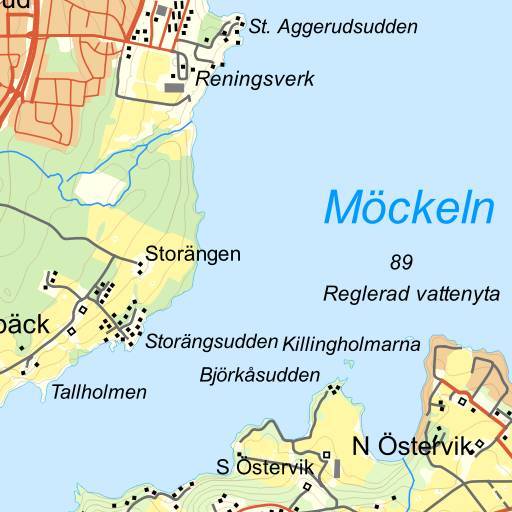 ud
St. Aggerudsudden
Reningsverk
Möckeln
Storängen
89
Reglerad vattenyta
bäck
Storängsudden
Killingholmarna
Björkåsudden
Tallholmen
N Östervik
S Östervik